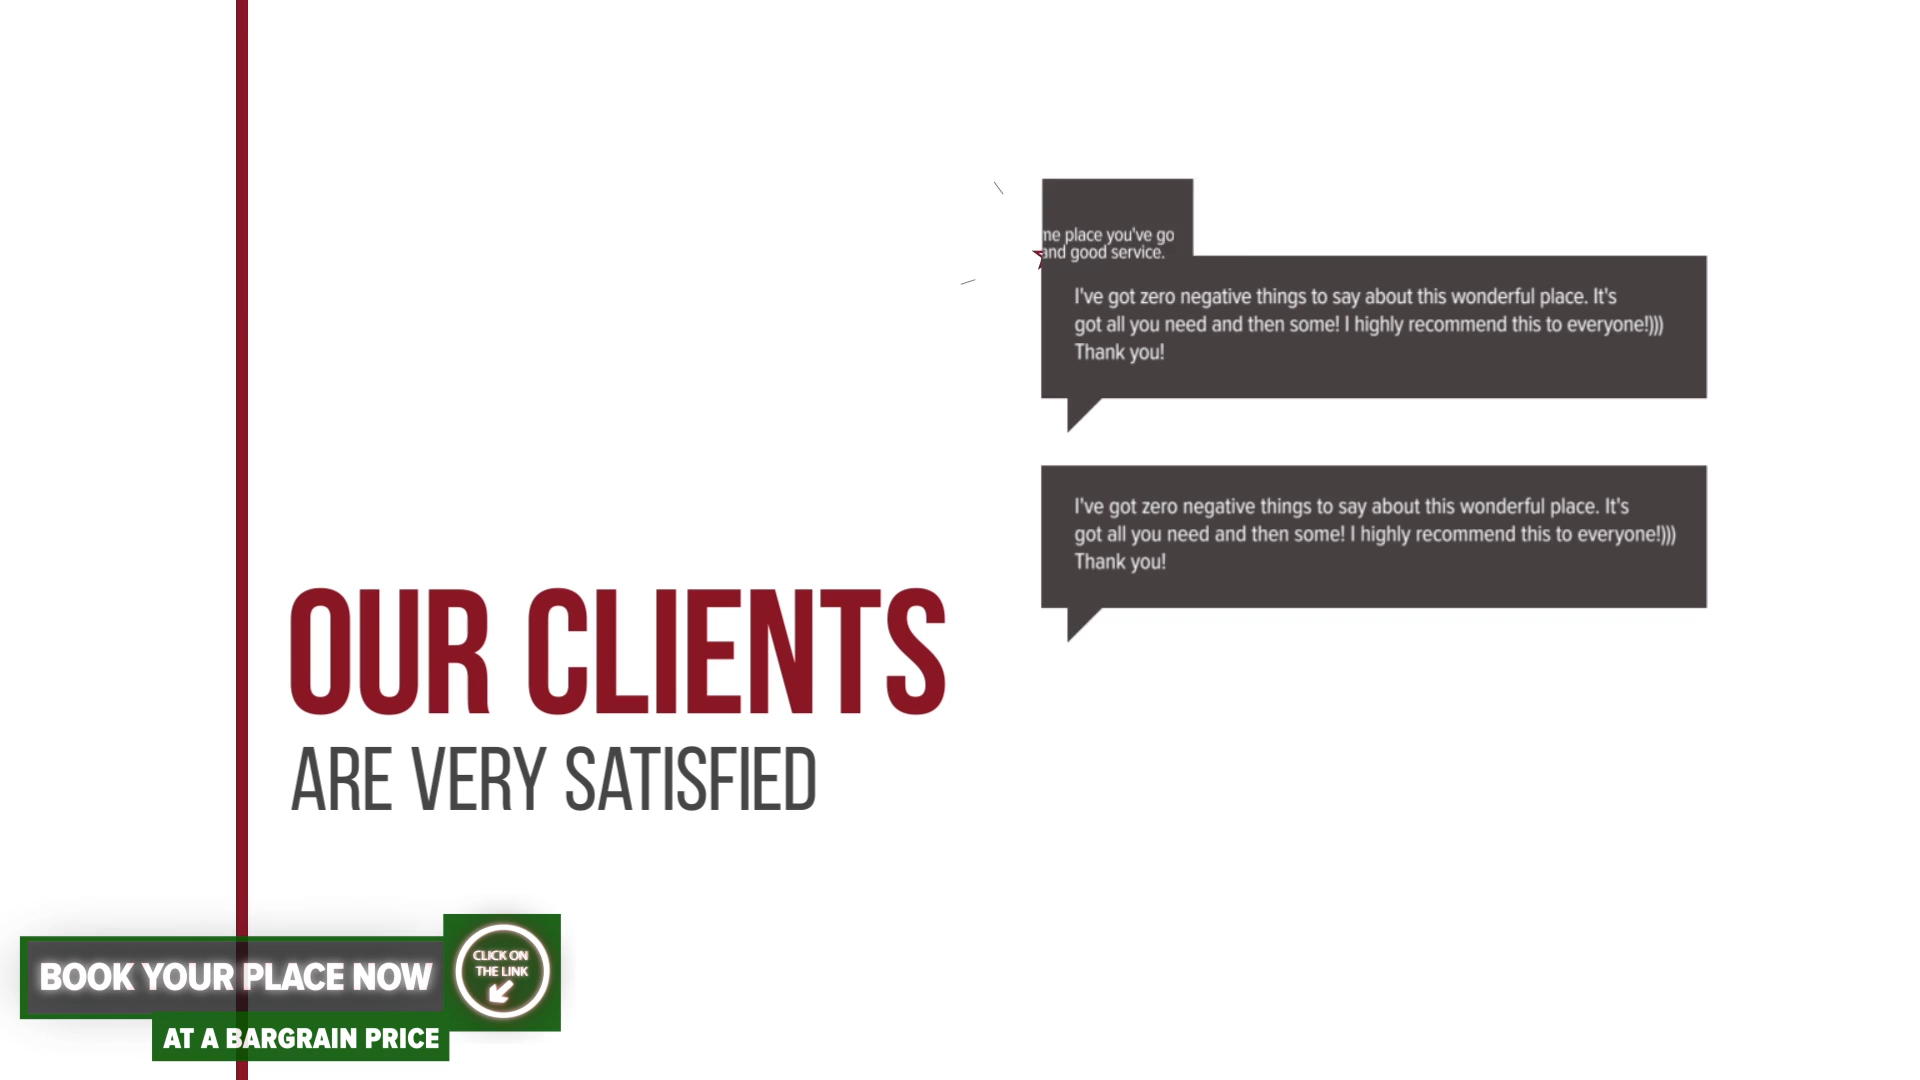 me place you've go
and good service.
I've got zero negative things to say about this wonderful place. It's
got all you need and then some! I highly recommend this to everyone!)))
Thank you!
I've got zero negative things to say about this wonderful place. It's
got all you need and then some! I highly recommend this to everyone!)))
Thank you!
OUR CLIENTS
ARE VERY SATISFIED
BOOK YOUR PLACE NOW
CLICK ON
THE LINK
AT A BARGRAIN PRICE